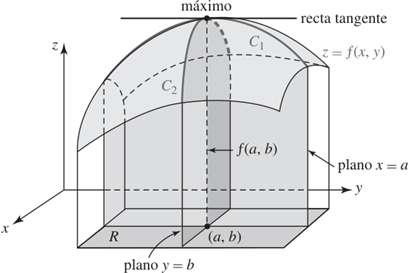 máximo
recta tangente
z
C₁
z = f(x, y)
C₂
f(a, b)
plano x = a
y
x
R
(a, b)
plano y = b